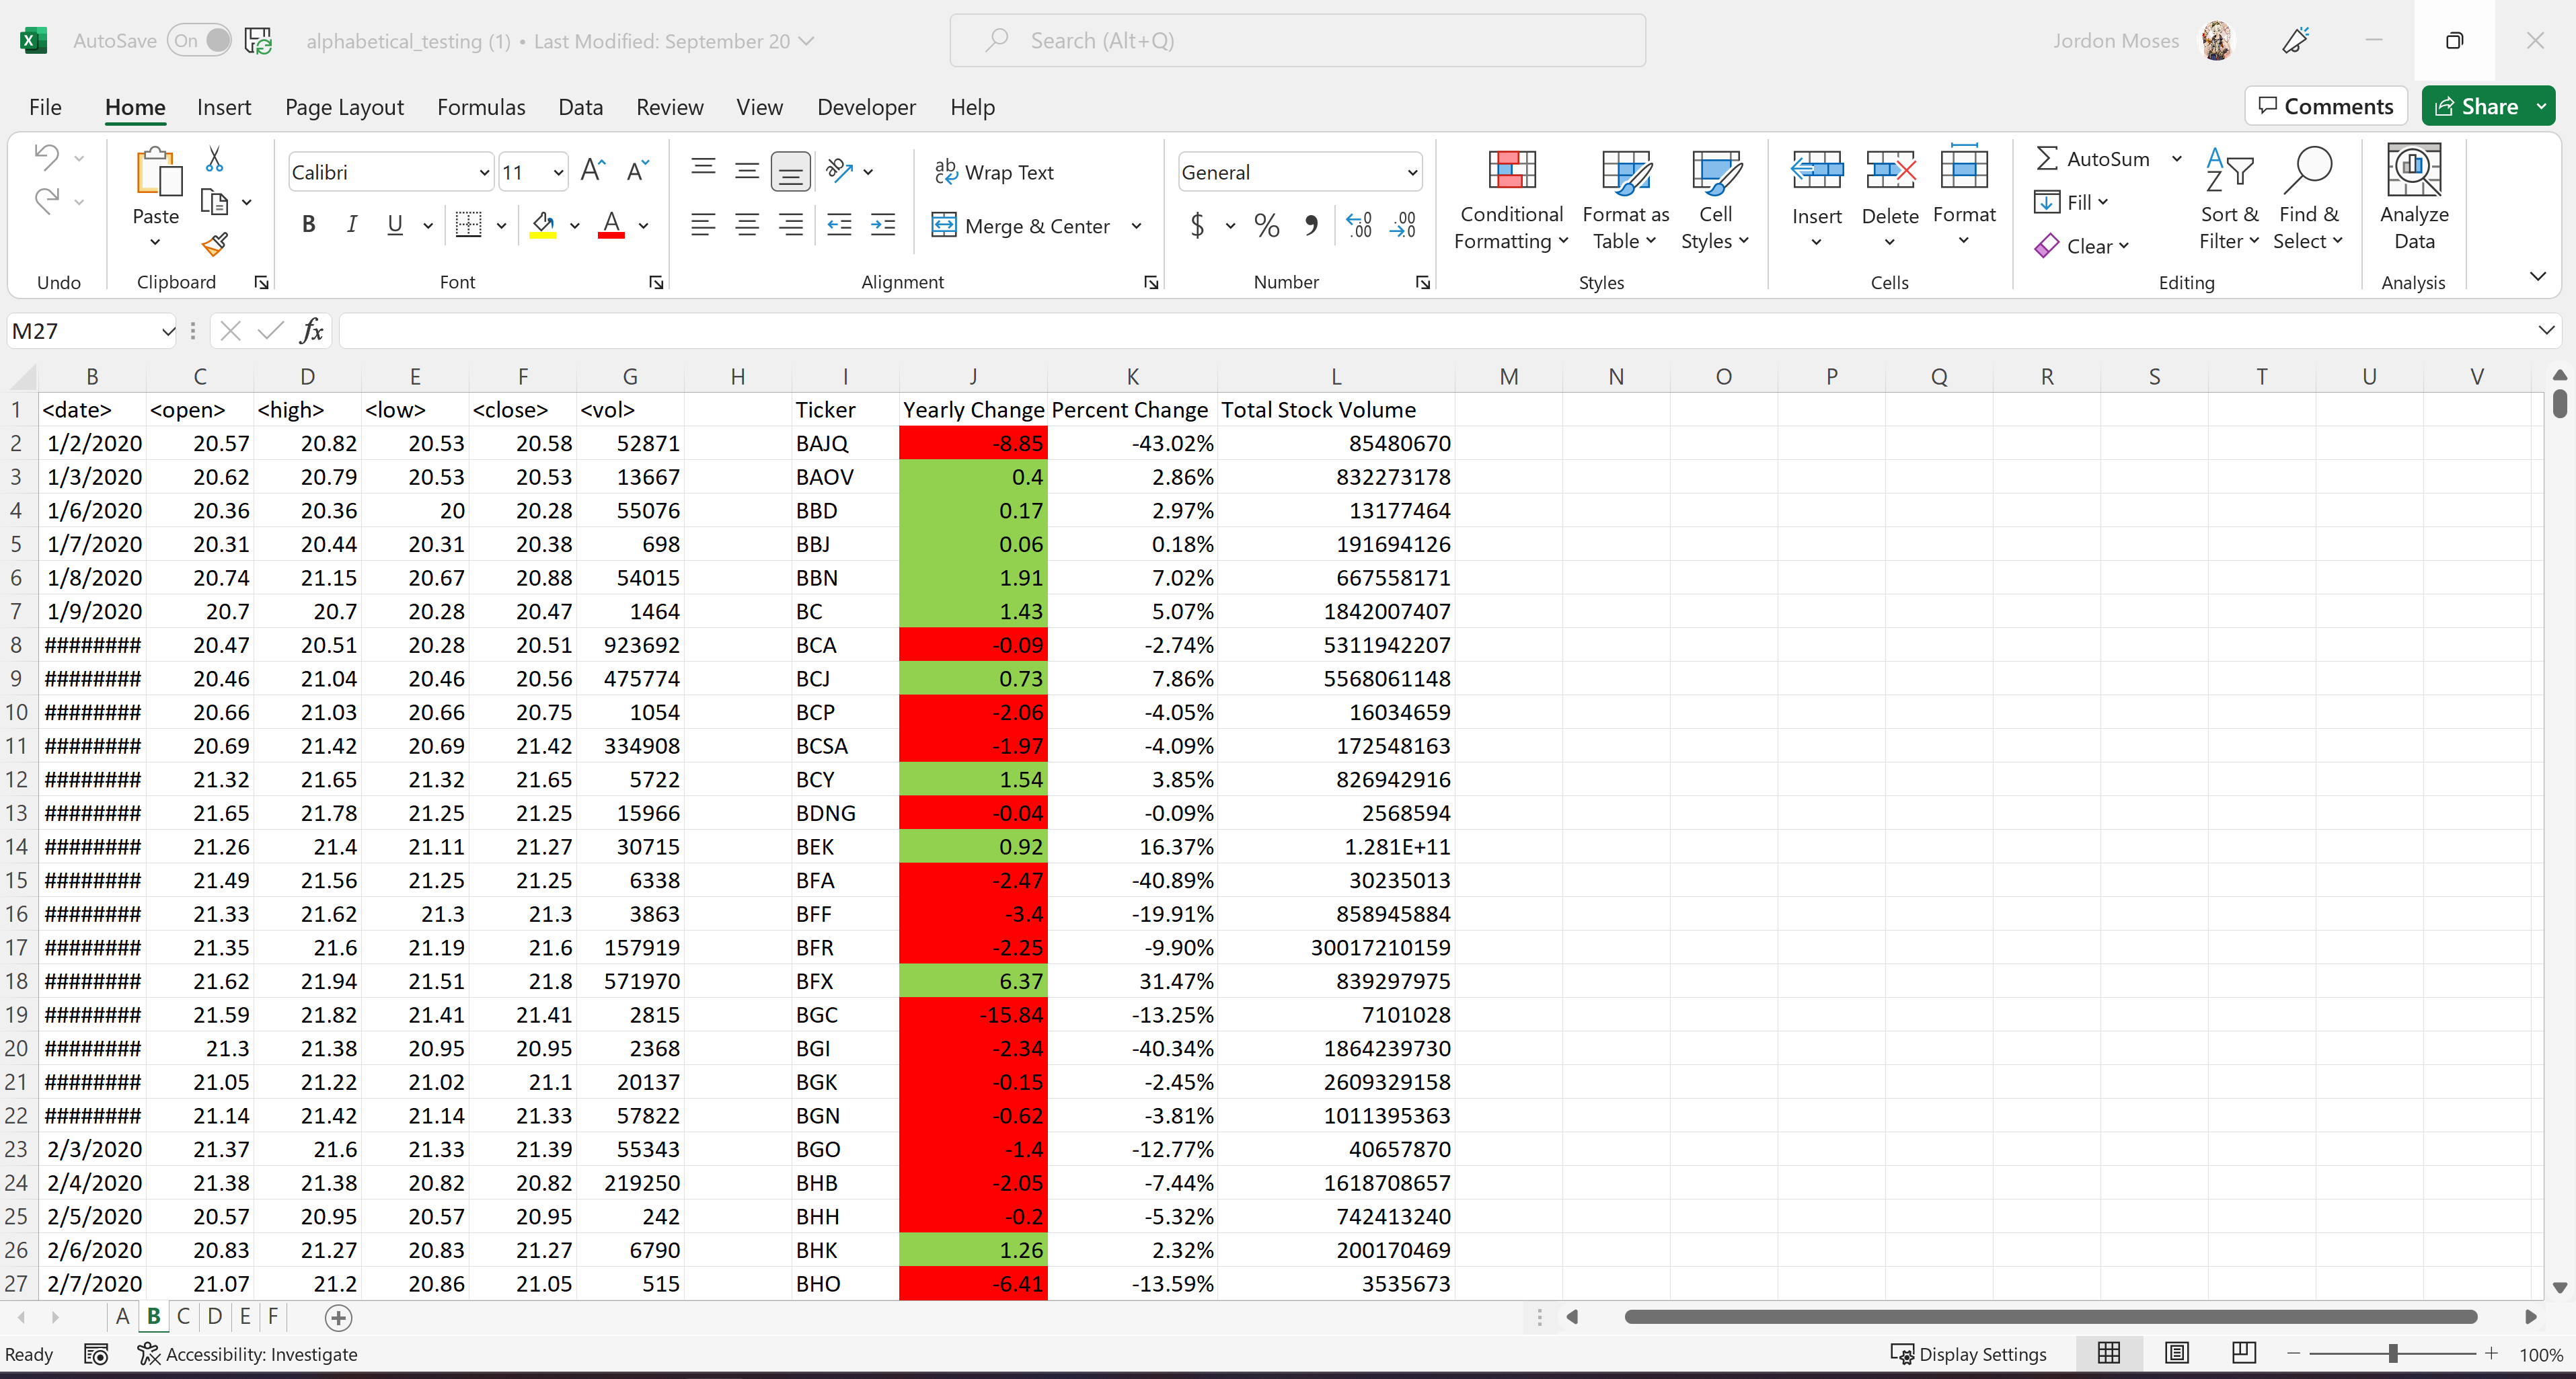 AutoSave On alphabetical_testing (1) • Last Modified: September 20 Search (Alt+Q) Jordon Moses
File Home Insert Page Layout Formulas Data Review View Developer Help Comments Share
Calibri 11 Wrap Text General AutoSum
Paste Conditional Formatting Format as Table Cell Styles Insert Delete Format Fill Sort & Filter Find & Select Analyze Data
B I U A Merge & Center $ % Clear
Undo Clipboard Font Alignment Number Styles Cells Editing Analysis
M27 fx
B C D E F G H I J K L M N O P Q R S T U V
1 <date> <open> <high> <low> <close> <vol> Ticker Yearly Change Percent Change Total Stock Volume
2 1/2/2020 20.57 20.82 20.53 20.58 52871 BAJQ -8.85 -43.02% 85480670
3 1/3/2020 20.62 20.79 20.53 20.53 13667 BAOV 0.4 2.86% 832273178
4 1/6/2020 20.36 20.36 20 20.28 55076 BBD 0.17 2.97% 13177464
5 1/7/2020 20.31 20.44 20.31 20.38 698 BBJ 0.06 0.18% 191694126
6 1/8/2020 20.74 21.15 20.67 20.88 54015 BBN 1.91 7.02% 667558171
7 1/9/2020 20.7 20.7 20.28 20.47 1464 BC 1.43 5.07% 1842007407
8 ######## 20.47 20.51 20.28 20.51 923692 BCA -0.09 -2.74% 5311942207
9 ######## 20.46 21.04 20.46 20.56 475774 BCJ 0.73 7.86% 5568061148
10 ######## 20.66 21.03 20.66 20.75 1054 BCP -2.06 -4.05% 16034659
11 ######## 20.69 21.42 20.69 21.42 334908 BCSA -1.97 -4.09% 172548163
12 ######## 21.32 21.65 21.32 21.65 5722 BCY 1.54 3.85% 826942916
13 ######## 21.65 21.78 21.25 21.25 15966 BDNG -0.04 -0.09% 2568594
14 ######## 21.26 21.4 21.11 21.27 30715 BEK 0.92 16.37% 1.281E+11
15 ######## 21.49 21.56 21.25 21.25 6338 BFA -2.47 -40.89% 30235013
16 ######## 21.33 21.62 21.3 21.3 3863 BFF -3.4 -19.91% 858945884
17 ######## 21.35 21.6 21.19 21.6 157919 BFR -2.25 -9.90% 30017210159
18 ######## 21.62 21.94 21.51 21.8 571970 BFX 6.37 31.47% 839297975
19 ######## 21.59 21.82 21.41 21.41 2815 BGC -15.84 -13.25% 7101028
20 ######## 21.3 21.38 20.95 20.95 2368 BGI -2.34 -40.34% 1864239730
21 ######## 21.05 21.22 21.02 21.1 20137 BGK -0.15 -2.45% 2609329158
22 ######## 21.14 21.42 21.14 21.33 57822 BGN -0.62 -3.81% 1011395363
23 2/3/2020 21.37 21.6 21.33 21.39 55343 BGO -1.4 -12.77% 40657870
24 2/4/2020 21.38 21.38 20.82 20.82 219250 BHB -2.05 -7.44% 1618708657
25 2/5/2020 20.57 20.95 20.57 20.95 242 BHH -0.2 -5.32% 742413240
26 2/6/2020 20.83 21.27 20.83 21.27 6790 BHK 1.26 2.32% 200170469
27 2/7/2020 21.07 21.2 20.86 21.05 515 BHO -6.41 -13.59% 3535673
A B C D E F
Ready Accessibility: Investigate Display Settings 100%